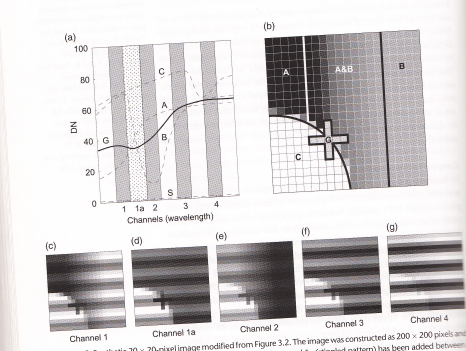 (a)
100
80
60
40
20
0
DN
C
A
G
B
S
1 1a 2 3 4
Channels (wavelength)
(b)
A
A&B
B
C
G
(c)
(d)
(e)
(f)
(g)
Channel 1
Channel 1a
Channel 2
Channel 3
Channel 4
20-pixel image modified from Figure 3.2. The image was constructed as 200 × 200 pixels and
(stippled pattern) has been added between